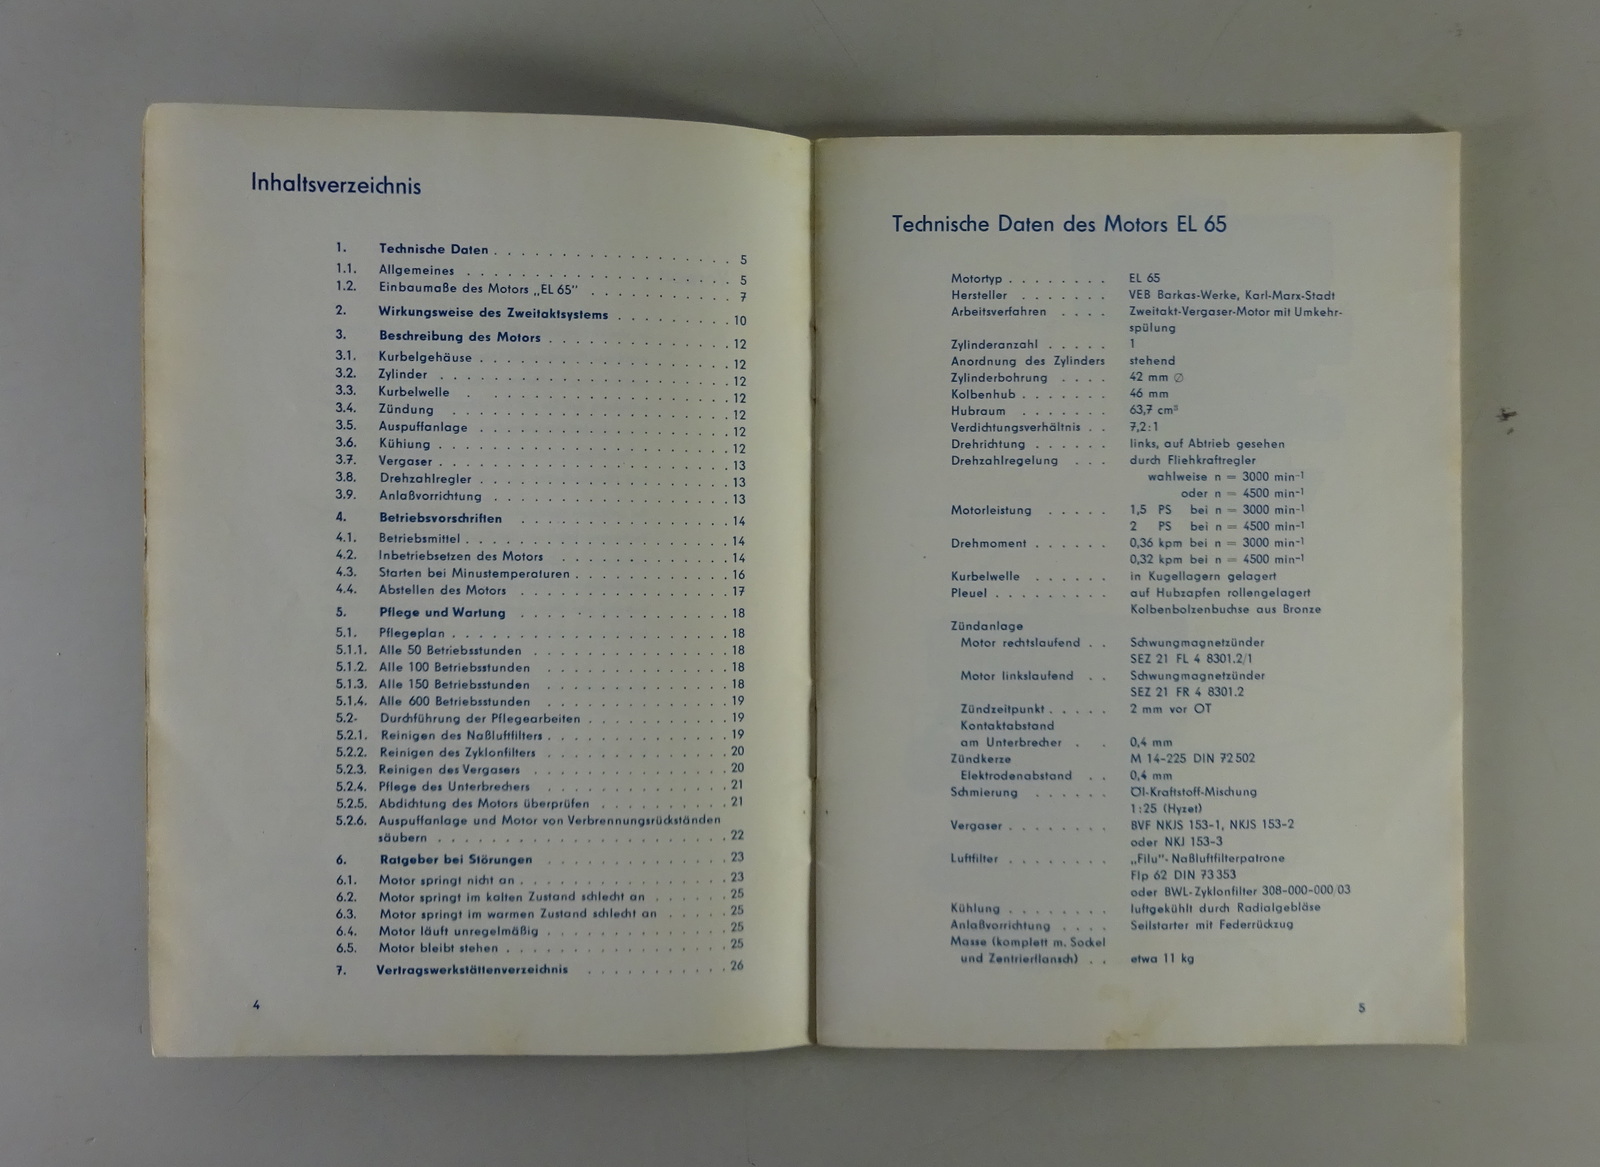 Inhaltsverzeichnis
1. Technische Daten . . . . . . . . . . . . . . . . . . 5
1.1. Allgemeines . . . . . . . . . . . . . . . . . . . 5
1.2. Einbaumaße des Motors „EL 65" . . . . . . . . . . 7
2. Wirkungsweise des Zweitaktsystems . . . . . . . . . 10
3. Beschreibung des Motors . . . . . . . . . . . . . . 12
3.1. Kurbelgehäuse . . . . . . . . . . . . . . . . . . 12
3.2. Zylinder . . . . . . . . . . . . . . . . . . . . 12
3.3. Kurbelwelle . . . . . . . . . . . . . . . . . . . 12
3.4. Zündung . . . . . . . . . . . . . . . . . . . . 12
3.5. Auspuffanlage . . . . . . . . . . . . . . . . . . 12
3.6. Kühlung . . . . . . . . . . . . . . . . . . . . 12
3.7. Vergaser . . . . . . . . . . . . . . . . . . . . 13
3.8. Drehzahlregler . . . . . . . . . . . . . . . . . . 13
3.9. Anlaßvorrichtung . . . . . . . . . . . . . . . . . 13
4. Betriebsvorschriften . . . . . . . . . . . . . . . . 14
4.1. Betriebsmittel . . . . . . . . . . . . . . . . . . 14
4.2. Inbetriebsetzen des Motors . . . . . . . . . . . . 14
4.3. Starten bei Minustemperaturen . . . . . . . . . . . 16
4.4. Abstellen des Motors . . . . . . . . . . . . . . . 17
5. Pflege und Wartung . . . . . . . . . . . . . . . . 18
5.1. Pflegeplan . . . . . . . . . . . . . . . . . . . 18
5.1.1. Alle 50 Betriebsstunden . . . . . . . . . . . . . 18
5.1.2. Alle 100 Betriebsstunden . . . . . . . . . . . . . 18
5.1.3. Alle 150 Betriebsstunden . . . . . . . . . . . . . 18
5.1.4. Alle 600 Betriebsstunden . . . . . . . . . . . . . 19
5.2- Durchführung der Pflegearbeiten . . . . . . . . . . 19
5.2.1. Reinigen des Naßluftfilters . . . . . . . . . . . . 19
5.2.2. Reinigen des Zyklonfilters . . . . . . . . . . . . 20
5.2.3. Reinigen des Vergasers . . . . . . . . . . . . . . 20
5.2.4. Pflege des Unterbrechers . . . . . . . . . . . . . 21
5.2.5. Abdichtung des Motors überprüfen . . . . . . . . . . 21
5.2.6. Auspuffanlage und Motor von Verbrennungsrückständen
säubern . . . . . . . . . . . . . . . . . . . . 22
6. Ratgeber bei Störungen . . . . . . . . . . . . . . 23
6.1. Motor springt nicht an . . . . . . . . . . . . . . 23
6.2. Motor springt im kalten Zustand schlecht an . . . . . . 25
6.3. Motor springt im warmen Zustand schlecht an . . . . . 25
6.4. Motor läuft unregelmäßig . . . . . . . . . . . . . 25
6.5. Motor bleibt stehen . . . . . . . . . . . . . . . . 25
7. Vertragswerkstättenverzeichnis . . . . . . . . . . . 26
4
Technische Daten des Motors EL 65
Motortyp . . . . . . . . EL 65
Hersteller . . . . . . . VEB Barkas-Werke, Karl-Marx-Stadt
Arbeitsverfahren . . . . Zweitakt-Vergaser-Motor mit Umkehr-
spülung
Zylinderanzahl . . . . . 1
Anordnung des Zylinders stehend
Zylinderbohrung . . . . 42 mm ∅
Kolbenhub . . . . . . . 46 mm
Hubraum . . . . . . . 63,7 cm³
Verdichtungsverhältnis . . 7,2:1
Drehrichtung . . . . . . links, auf Abtrieb gesehen
Drehzahlregelung . . . durch Fliehkraftregler
wahlweise n = 3000 min⁻¹
oder n = 4500 min⁻¹
Motorleistung . . . . . 1,5 PS bei n = 3000 min⁻¹
2 PS bei n = 4500 min⁻¹
Drehmoment . . . . . . 0,36 kpm bei n = 3000 min⁻¹
0,32 kpm bei n = 4500 min⁻¹
Kurbelwelle . . . . . . in Kugellagern gelagert
Pleuel . . . . . . . . . auf Hubzapfen rollengelagert
Kolbenbolzenbuchse aus Bronze
Zündanlage
Motor rechtslaufend . . Schwungmagnetzünder
SEZ 21 FL 4 8301.2/1
Motor linkslaufend . . Schwungmagnetzünder
SEZ 21 FR 4 8301.2
Zündzeitpunkt . . . . . 2 mm vor OT
Kontaktabstand
am Unterbrecher . . 0,4 mm
Zündkerze M 14-225 DIN 72 502
Elektrodenabstand . . 0,4 mm
Schmierung . . . . . . Öl-Kraftstoff-Mischung
1:25 (Hyzet)
Vergaser . . . . . . . . BVF NKJS 153-1, NKJS 153-2
oder NKJ 153-3
Luftfilter . . . . . . . . „Filu"-Naßluftfilterpatrone
Flp 62 DIN 73 353
oder BWL-Zyklonfilter 308-000-000 03
Kühlung . . . . . . . . luftgekühlt durch Radialgebläse
Anlaßvorrichtung . . . . Seilstarter mit Federrückzug
Masse (komplett m. Sockel
und Zentrierflansch) . . etwa 11 kg
5